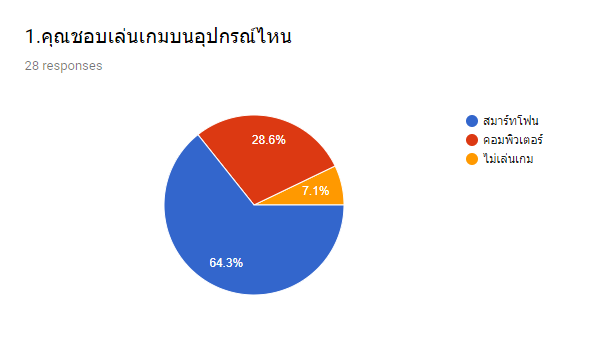 1.คุณชอบเล่นเกมบนอุปกรณ์ไหน
28 responses
สมาร์ทโฟน
คอมพิวเตอร์
ไม่เล่นเกม
28.6%
7.1%
64.3%